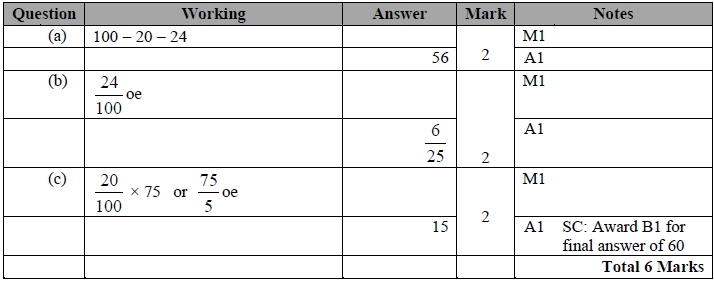 Question Working Answer Mark Notes
(a) 100 – 20 – 24 M1
56 2 A1
(b) 24/100 oe M1
6/25 2 A1
(c) 20/100 × 75 or 75/5 oe M1
15 2 A1 SC: Award B1 for
final answer of 60
Total 6 Marks